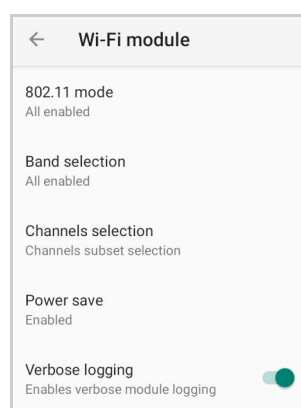 Wi-Fi module
802.11 mode
All enabled
Band selection
All enabled
Channels selection
Channels subset selection
Power save
Enabled
Verbose logging
Enables verbose module logging